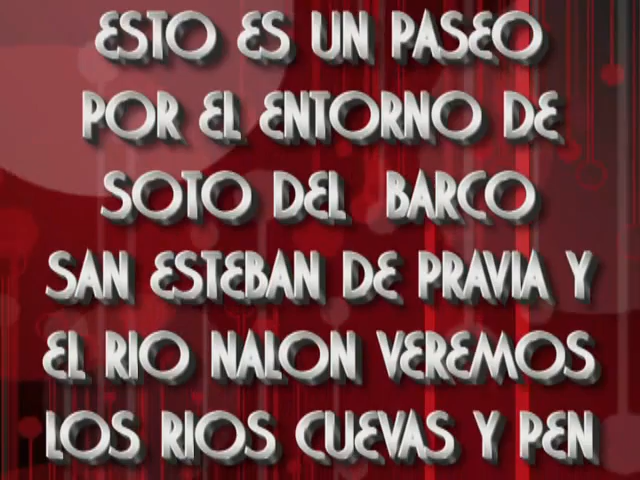 ESTO ES UN PASEO
POR EL ENTORNO DE
SOTO DEL BARCO
SAN ESTEBAN DE PRAVIA Y
EL RIO NALON VEREMOS
LOS RIOS CUEVAS Y PEN